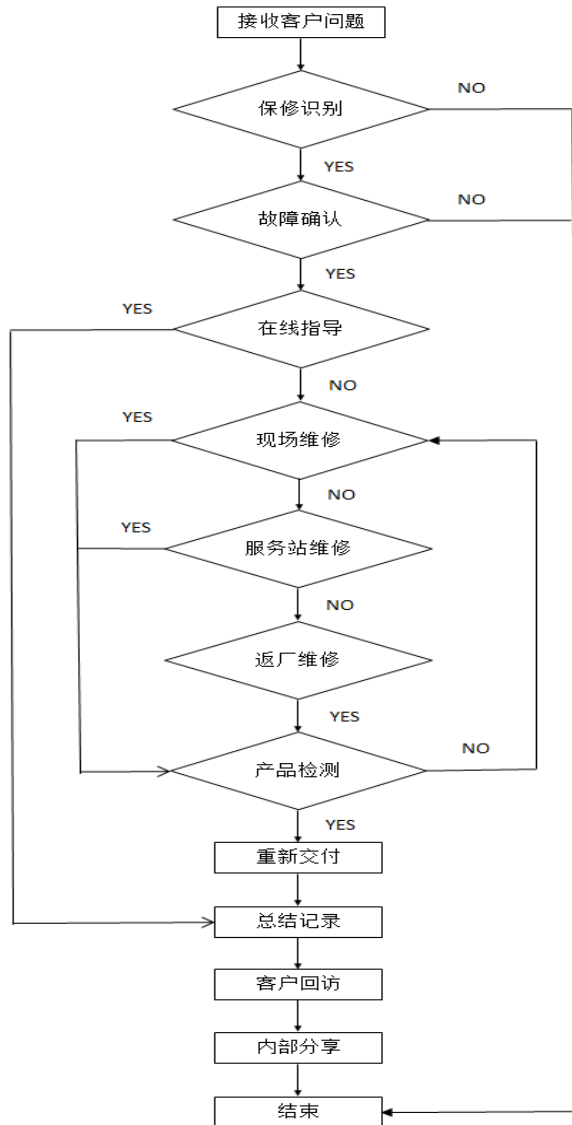 接收客户问题
NO
保修识别
YES
NO
故障确认
YES
YES
在线指导
NO
YES
现场维修
NO
YES
服务站维修
NO
返厂维修
YES
NO
产品检测
YES
重新交付
总结记录
客户回访
内部分享
结束